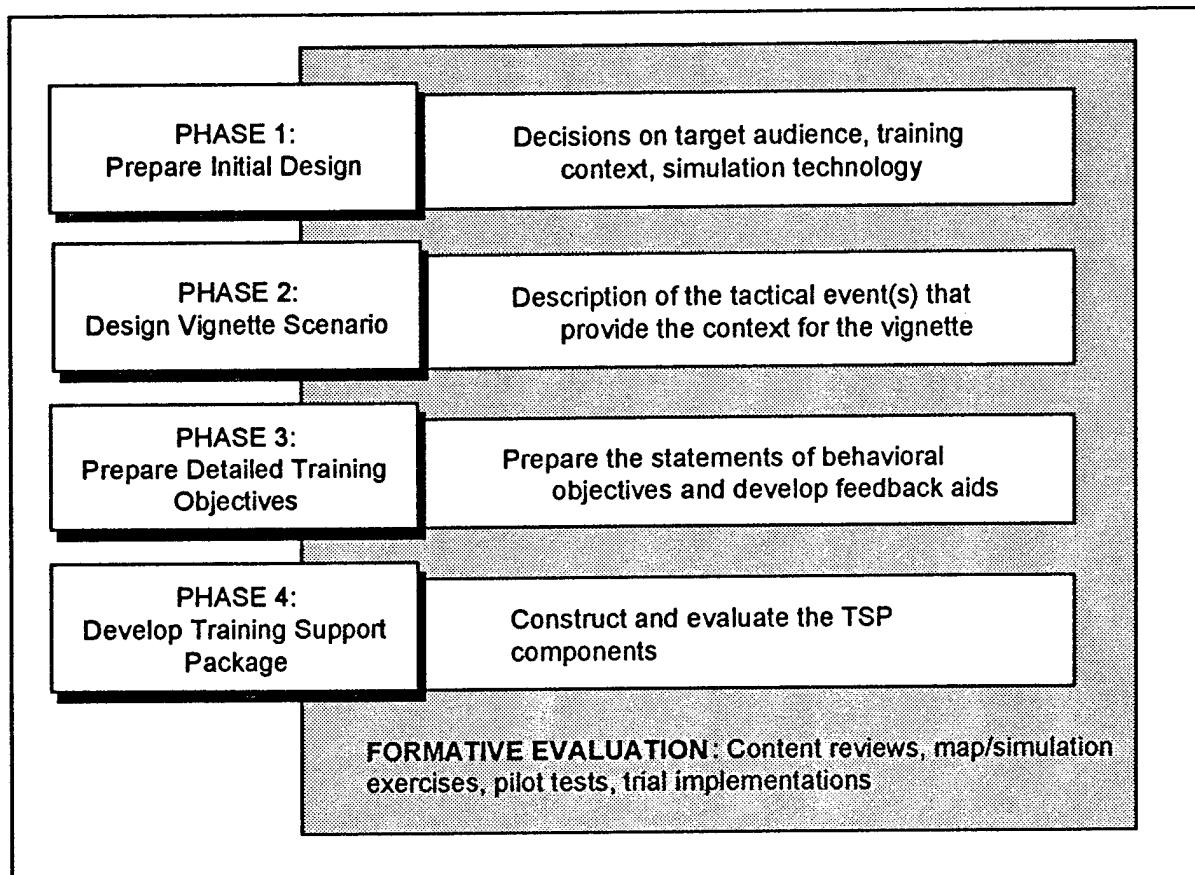 PHASE 1:
Prepare Initial Design
Decisions on target audience, training
context, simulation technology
PHASE 2:
Design Vignette Scenario
Description of the tactical event(s) that
provide the context for the vignette
PHASE 3:
Prepare Detailed Training
Objectives
Prepare the statements of behavioral
objectives and develop feedback aids
PHASE 4:
Develop Training Support
Package
Construct and evaluate the TSP
components
FORMATIVE EVALUATION: Content reviews, map/simulation
exercises, pilot tests, trial implementations